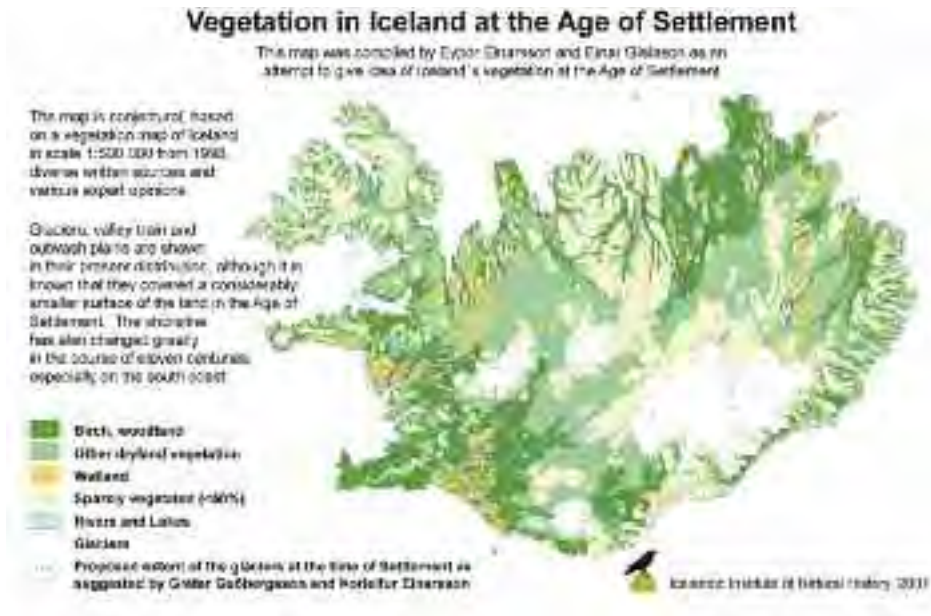 Vegetation in Iceland at the Age of Settlement
This map was compiled by Eyþór Einarsson and Einar Gíslason as an
attempt to give idea of Iceland's vegetation at the Age of Settlement
The map is conjectural, based
on a vegetation map of Iceland
in scale 1:500 000 from 1998,
diverse written sources and
various expert opinions
Glaciers, valley train and
outwash plains are shown
in their present distribution, although it is
known that they covered a considerably
smaller surface of the land in the Age of
Settlement. The shoreline
has also changed greatly
in the course of eleven centuries
especially on the south coast
Birch, woodland
Other dryland vegetation
Wetland
Sparcly vegetated
Rivers and Lakes
Glaciers
Proposed extent of the glaciers at the time of Settlement as
suggested by Grétar Guðbergsson and Þorleifur Einarsson
Icelandic Institute of Natural History, 2001